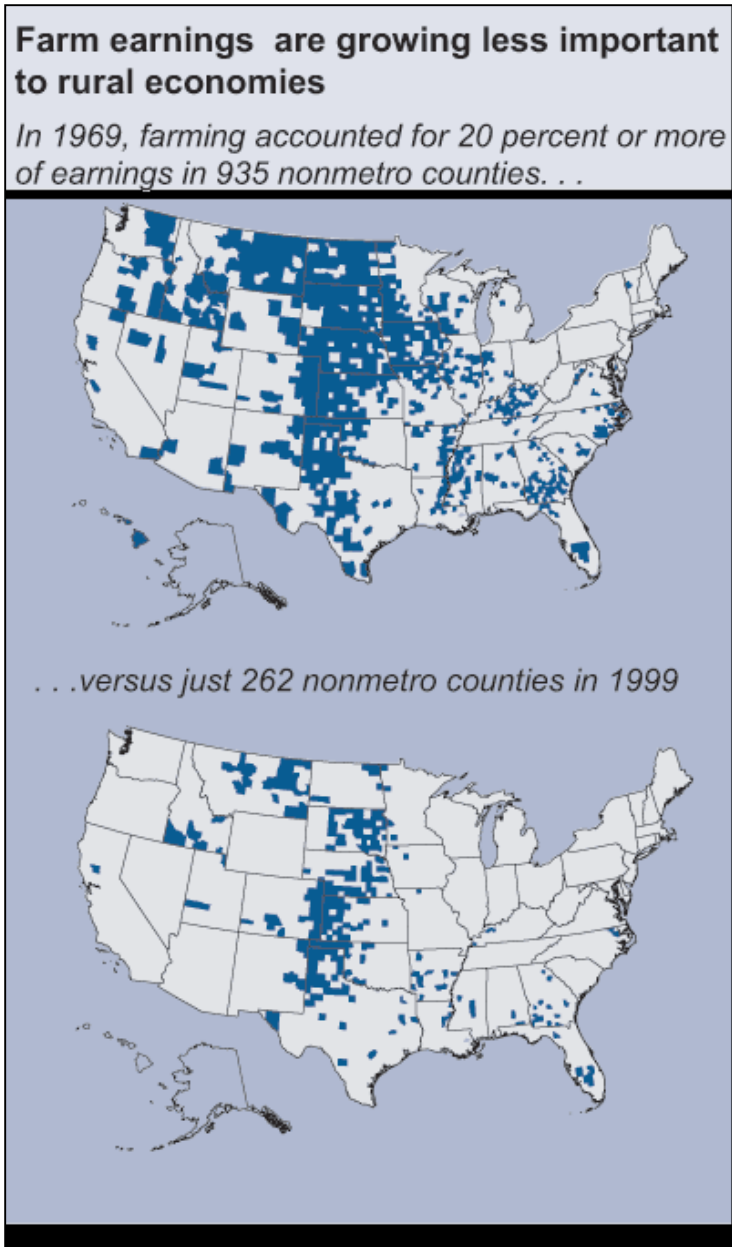 Farm earnings are growing less important
to rural economies
In 1969, farming accounted for 20 percent or more
of earnings in 935 nonmetro counties. . .
. . .versus just 262 nonmetro counties in 1999